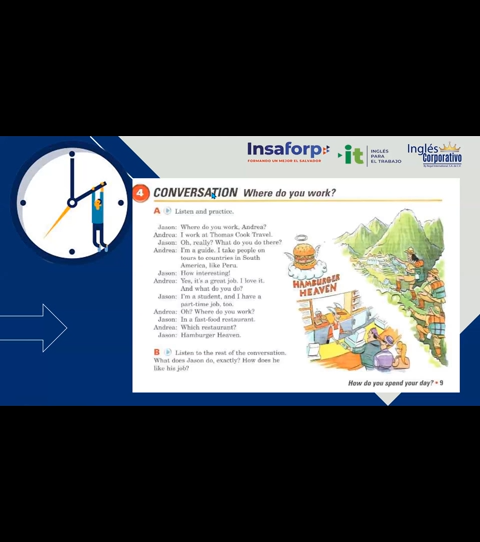 Insaforp
FORMANDO UN MEJOR EL SALVADOR
it
INGLÉS
PARA
EL TRABAJO
Inglés
Corporativo
4 CONVERSATION Where do you work?
A Listen and practice.
Jason: Where do you work, Andrea?
Andrea: I work at Thomas Cook Travel.
Jason: Oh, really? What do you do there?
Andrea: I'm a guide. I take people on
tours to countries in South
America, like Peru.
Jason: How interesting!
Andrea: Yes, it's a great job. I love it.
And what do you do?
Jason: I'm a student, and I have a
part-time job, too.
Andrea: Oh? Where do you work?
Jason: In a fast-food restaurant.
Andrea: Which restaurant?
Jason: Hamburger Heaven.
HAMBURGER
HEAVEN
B Listen to the rest of the conversation.
What does Jason do, exactly? How does he
like his job?
How do you spend your day? • 9